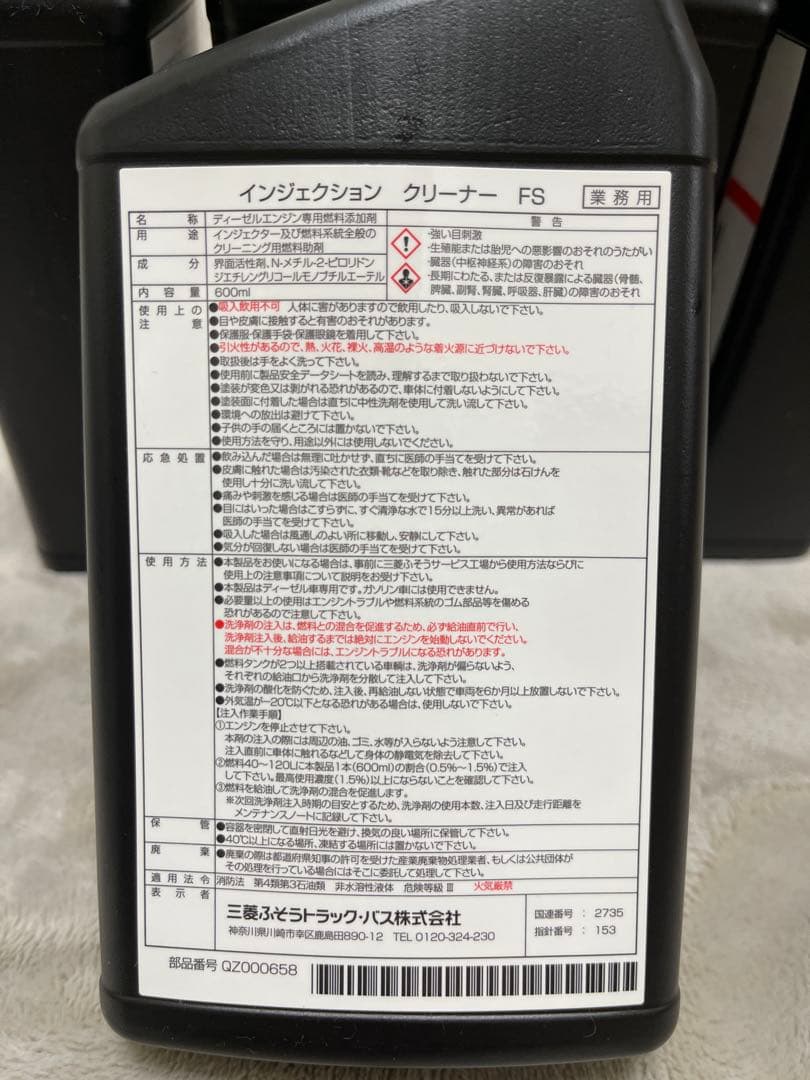 インジェクション クリーナー FS 業務用
名称 ディーゼルエンジン専用燃料添加剤
用途 インジェクター及び燃料系統全般の
クリーニング用燃料助剤
成分 界面活性剤、N-メチル-2-ピロリドン
ジエチレングリコールモノブチルエーテル
内容量 600ml
警告
・強い目刺激
・生殖能または胎児への悪影響のおそれのうたがい
・臓器（中枢神経系）の障害のおそれ
・長期にわたる、または反復暴露による臓器（骨髄、
脾臓、副腎、腎臓、呼吸器、肝臓）の障害のおそれ
使用上の
注意
●吸入飲用不可 人体に害がありますので飲用したり、吸入しないで下さい。
●目や皮膚に接触すると有害のおそれがあります。
●保護服・保護手袋・保護眼鏡を着用して下さい。
●引火性があるので、熱、火花、裸火、高温のような着火源に近づけないで下さい。
●取扱後は手をよく洗って下さい。
●使用前に製品安全データシートを読み、理解するまで取り扱わないで下さい。
●塗装が変色又は剥がれる恐れがあるので、車体に付着しないようにして下さい。
●塗装面に付着した場合は直ちに中性洗剤を使用して洗い流して下さい。
●環境への放出は避けて下さい。
●子供の手の届くところには置かないで下さい。
●使用方法を守り、用途以外には使用しないでください。
応急処置
●飲み込んだ場合は無理に吐かせず、直ちに医師の手当てを受けて下さい。
●皮膚に触れた場合は汚染された衣類・靴などを取り除き、触れた部分は石けんを
使用し十分に洗い流して下さい。
●痛みや刺激を感じる場合は医師の手当てを受けて下さい。
●目にはいった場合はこすらずに、すぐ清浄な水で15分以上洗い、異常があれば
医師の手当てを受けて下さい。
●吸入した場合は風通しのよい所に移動し、安静にして下さい。
●気分が回復しない場合は医師の手当てを受けて下さい。
使用方法
●本製品をお使いになる場合は、事前に三菱ふそうサービス工場から使用方法ならびに
使用上の注意事項について説明をお受け下さい。
●本製品はディーゼル車専用です。ガソリン車には使用できません。
●必要量以上の使用はエンジントラブルや燃料系統のゴム部品等を傷める
恐れがあるので注意して下さい。
●洗浄剤の注入は、燃料との混合を促進するため、必ず給油直前で行い、
洗浄剤注入後、給油するまでは絶対にエンジンを始動しないでください。
混合が不十分な場合には、エンジントラブルになる恐れがあります。
●燃料タンクが2つ以上搭載されている車輌は、洗浄剤が偏らないよう、
それぞれの給油口から洗浄剤を分散して注入して下さい。
●洗浄剤の酸化を防ぐため、注入後、再給油しない状態で車両を6か月以上放置しないで下さい。
●外気温が−20℃以下となる恐れがある場合は、使用しないで下さい。
【注入作業手順】
①エンジンを停止させて下さい。
本剤の注入の際には周辺の油、ゴミ、水等が入らないよう注意して下さい。
注入直前に車体に触れるなどして身体の静電気を除去して下さい。
②燃料40〜120Lに本製品1本（600ml）の割合（0.5%〜1.5%）で注入
して下さい。最高使用濃度（1.5%）以上にならないことを確認して下さい。
③燃料を給油して洗浄剤の混合を促進します。
※次回洗浄剤注入時期の目安とするため、洗浄剤の使用本数、注入日及び走行距離を
メンテナンスノートに記録して下さい。
保管
●容器を密閉して直射日光を避け、換気の良い場所に保管して下さい。
●40℃以上になる場所、凍結する場所には置かないで下さい。
廃棄
●廃棄の際は都道府県知事の許可を受けた産業廃棄物処理業者、もしくは公共団体が
その処理を行っている場合にはそこに委託して処理して下さい。
適用法令 消防法 第4類第3石油類 非水溶性液体 危険等級Ⅲ 火気厳禁
表示者
三菱ふそうトラック・バス株式会社
神奈川県川崎市幸区鹿島田890-12 TEL 0120-324-230
国連番号：2735
指針番号：153
部品番号 QZ000658